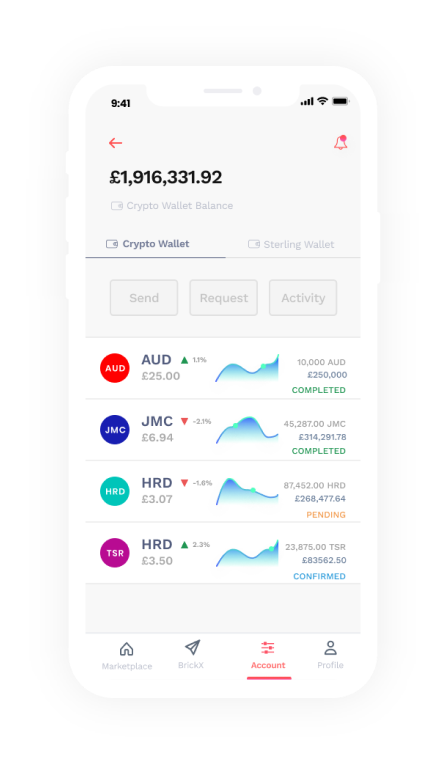 9:41
£1,916,331.92
Crypto Wallet Balance
Crypto Wallet Sterling Wallet
Send Request Activity
AUD AUD 1.1% 10,000 AUD
£25.00 £250,000
COMPLETED
JMC JMC -2.1% 45,287.00 JMC
£6.94 £314,291.78
COMPLETED
HRD HRD -1.6% 87,452.00 HRD
£3.07 £268,477.64
PENDING
TSR HRD 2.3% 23,875.00 TSR
£3.50 £83562.50
CONFIRMED
Marketplace BrickX Account Profile